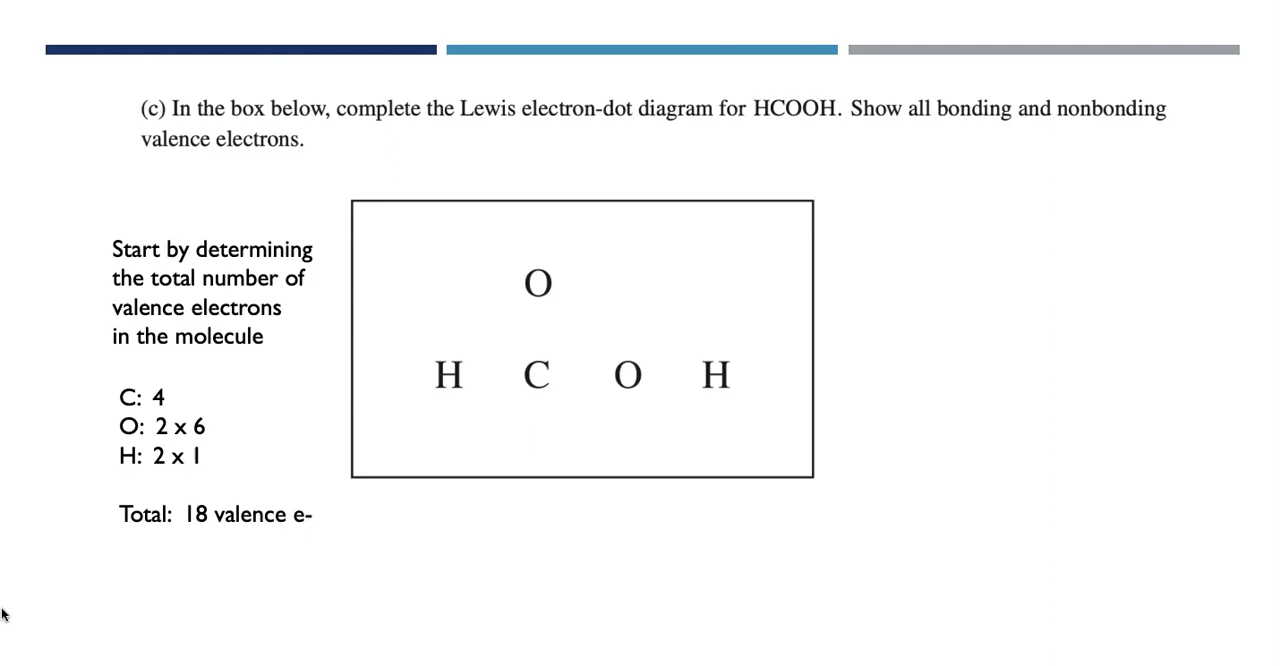 (c) In the box below, complete the Lewis electron-dot diagram for HCOOH. Show all bonding and nonbonding
valence electrons.
Start by determining
the total number of
valence electrons
in the molecule
C: 4
O: 2 x 6
H: 2 x 1
Total: 18 valence e-
O
H C O H